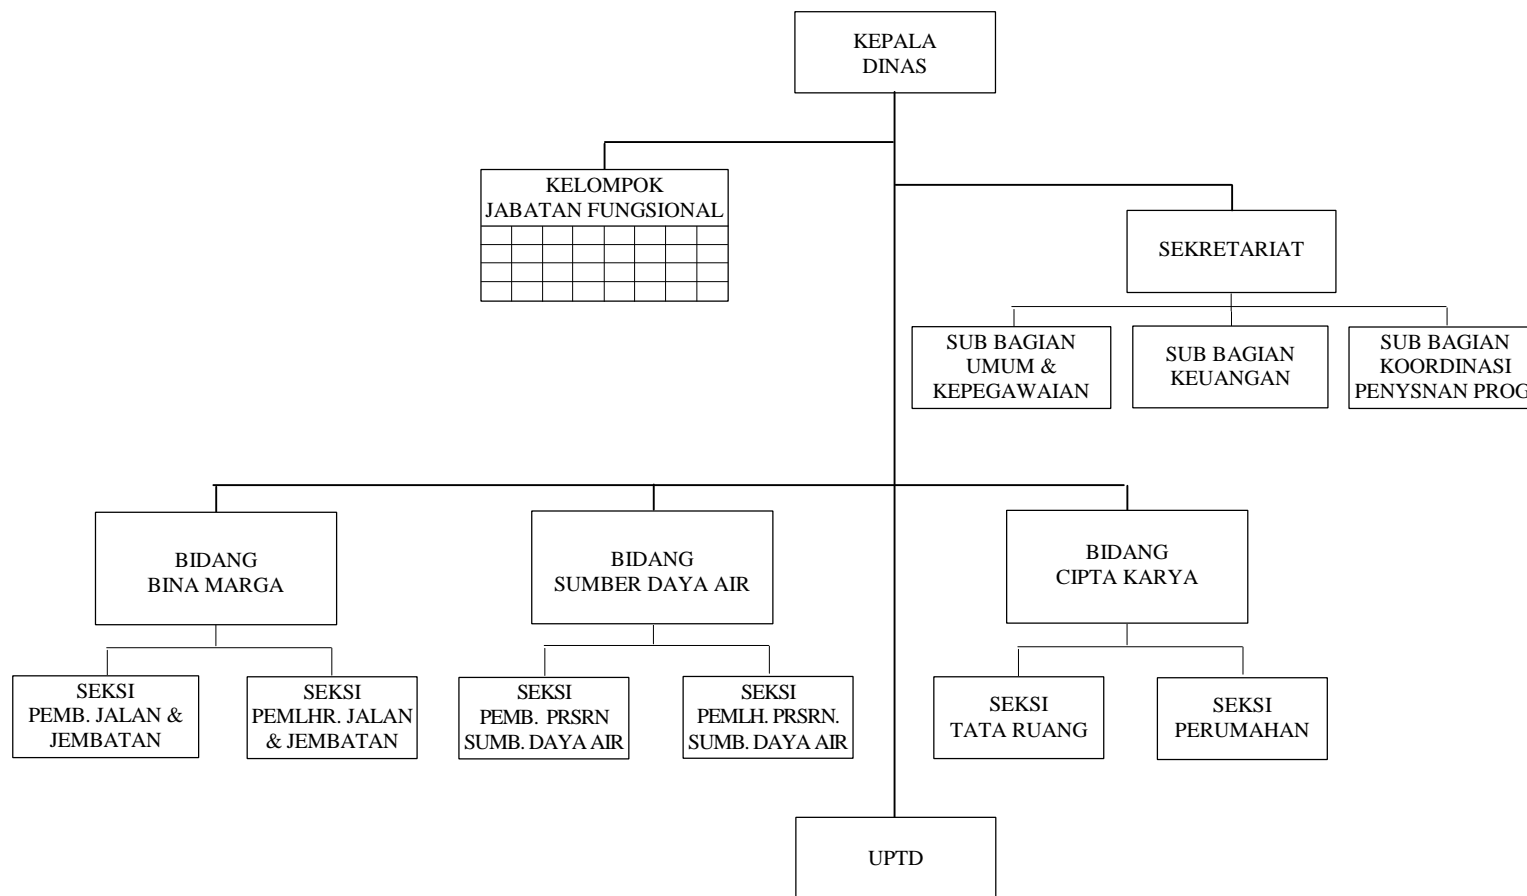 KEPALA
DINAS
KELOMPOK
JABATAN FUNGSIONAL
SEKRETARIAT
SUB BAGIAN
UMUM &
KEPEGAWAIAN
SUB BAGIAN
KEUANGAN
SUB BAGIAN
KOORDINASI
PENYSNAN PROG
BIDANG
BINA MARGA
BIDANG
SUMBER DAYA AIR
BIDANG
CIPTA KARYA
SEKSI
PEMB. JALAN &
JEMBATAN
SEKSI
PEMLHR. JALAN
& JEMBATAN
SEKSI
PEMB. PRSRN
SUMB. DAYA AIR
SEKSI
PEMLH. PRSRN.
SUMB. DAYA AIR
SEKSI
TATA RUANG
SEKSI
PERUMAHAN
UPTD